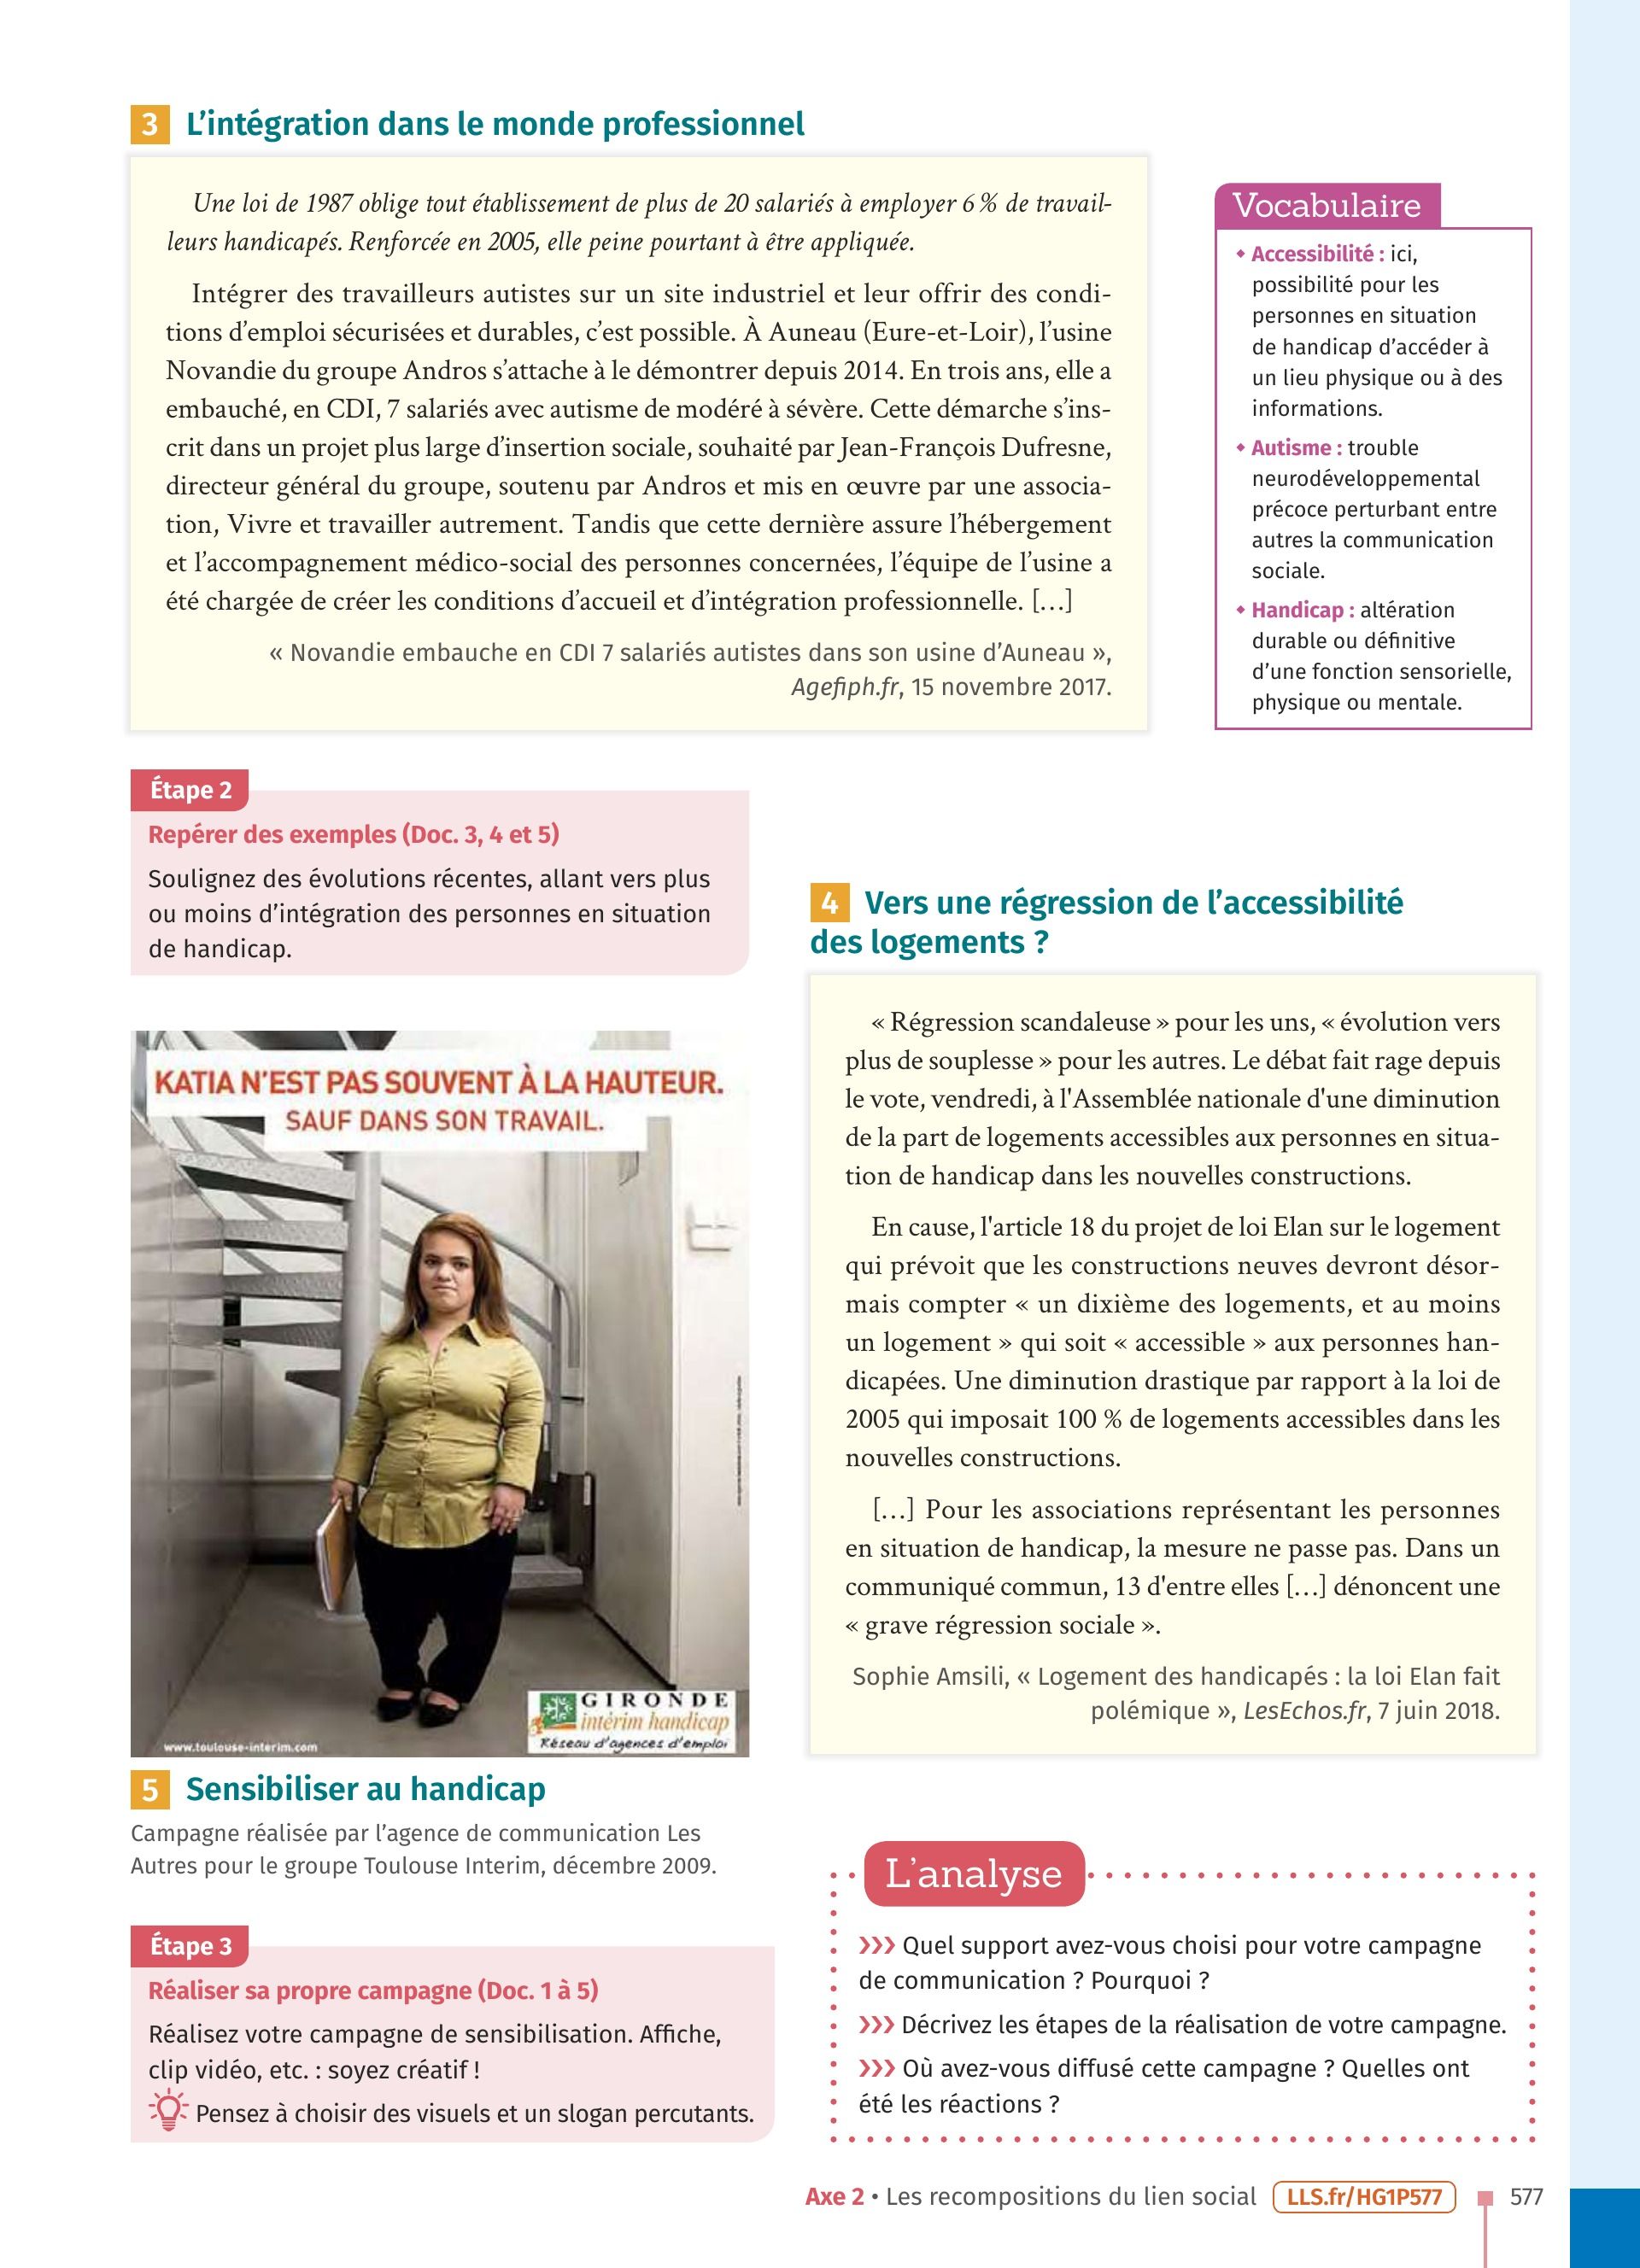 3 L’intégration dans le monde professionnel
Une loi de 1987 oblige tout établissement de plus de 20 salariés à employer 6 % de travail-
leurs handicapés. Renforcée en 2005, elle peine pourtant à être appliquée.
Intégrer des travailleurs autistes sur un site industriel et leur offrir des condi-
tions d’emploi sécurisées et durables, c’est possible. À Auneau (Eure-et-Loir), l’usine
Novandie du groupe Andros s’attache à le démontrer depuis 2014. En trois ans, elle a
embauché, en CDI, 7 salariés avec autisme de modéré à sévère. Cette démarche s’ins-
crit dans un projet plus large d’insertion sociale, souhaité par Jean-François Dufresne,
directeur général du groupe, soutenu par Andros et mis en œuvre par une associa-
tion, Vivre et travailler autrement. Tandis que cette dernière assure l’hébergement
et l’accompagnement médico-social des personnes concernées, l’équipe de l’usine a
été chargée de créer les conditions d’accueil et d’intégration professionnelle. […]
« Novandie embauche en CDI 7 salariés autistes dans son usine d’Auneau »,
Agefiph.fr, 15 novembre 2017.
Vocabulaire
◆ Accessibilité : ici,
possibilité pour les
personnes en situation
de handicap d’accéder à
un lieu physique ou à des
informations.
◆ Autisme : trouble
neurodéveloppemental
précoce perturbant entre
autres la communication
sociale.
◆ Handicap : altération
durable ou définitive
d’une fonction sensorielle,
physique ou mentale.
Étape 2
Repérer des exemples (Doc. 3, 4 et 5)
Soulignez des évolutions récentes, allant vers plus
ou moins d’intégration des personnes en situation
de handicap.
KATIA N’EST PAS SOUVENT À LA HAUTEUR.
SAUF DANS SON TRAVAIL.
GIRONDE
intérim handicap
Réseau d’agences d’emploi
www.toulouse-interim.com
5 Sensibiliser au handicap
Campagne réalisée par l’agence de communication Les
Autres pour le groupe Toulouse Interim, décembre 2009.
Étape 3
Réaliser sa propre campagne (Doc. 1 à 5)
Réalisez votre campagne de sensibilisation. Affiche,
clip vidéo, etc. : soyez créatif !
Pensez à choisir des visuels et un slogan percutants.
4 Vers une régression de l’accessibilité
des logements ?
« Régression scandaleuse » pour les uns, « évolution vers
plus de souplesse » pour les autres. Le débat fait rage depuis
le vote, vendredi, à l'Assemblée nationale d'une diminution
de la part de logements accessibles aux personnes en situa-
tion de handicap dans les nouvelles constructions.
En cause, l'article 18 du projet de loi Elan sur le logement
qui prévoit que les constructions neuves devront désor-
mais compter « un dixième des logements, et au moins
un logement » qui soit « accessible » aux personnes han-
dicapées. Une diminution drastique par rapport à la loi de
2005 qui imposait 100 % de logements accessibles dans les
nouvelles constructions.
[…] Pour les associations représentant les personnes
en situation de handicap, la mesure ne passe pas. Dans un
communiqué commun, 13 d'entre elles […] dénoncent une
« grave régression sociale ».
Sophie Amsili, « Logement des handicapés : la loi Elan fait
polémique », LesEchos.fr, 7 juin 2018.
L’analyse
››› Quel support avez-vous choisi pour votre campagne
de communication ? Pourquoi ?
››› Décrivez les étapes de la réalisation de votre campagne.
››› Où avez-vous diffusé cette campagne ? Quelles ont
été les réactions ?
Axe 2 • Les recompositions du lien social LLS.fr/HG1P577 577